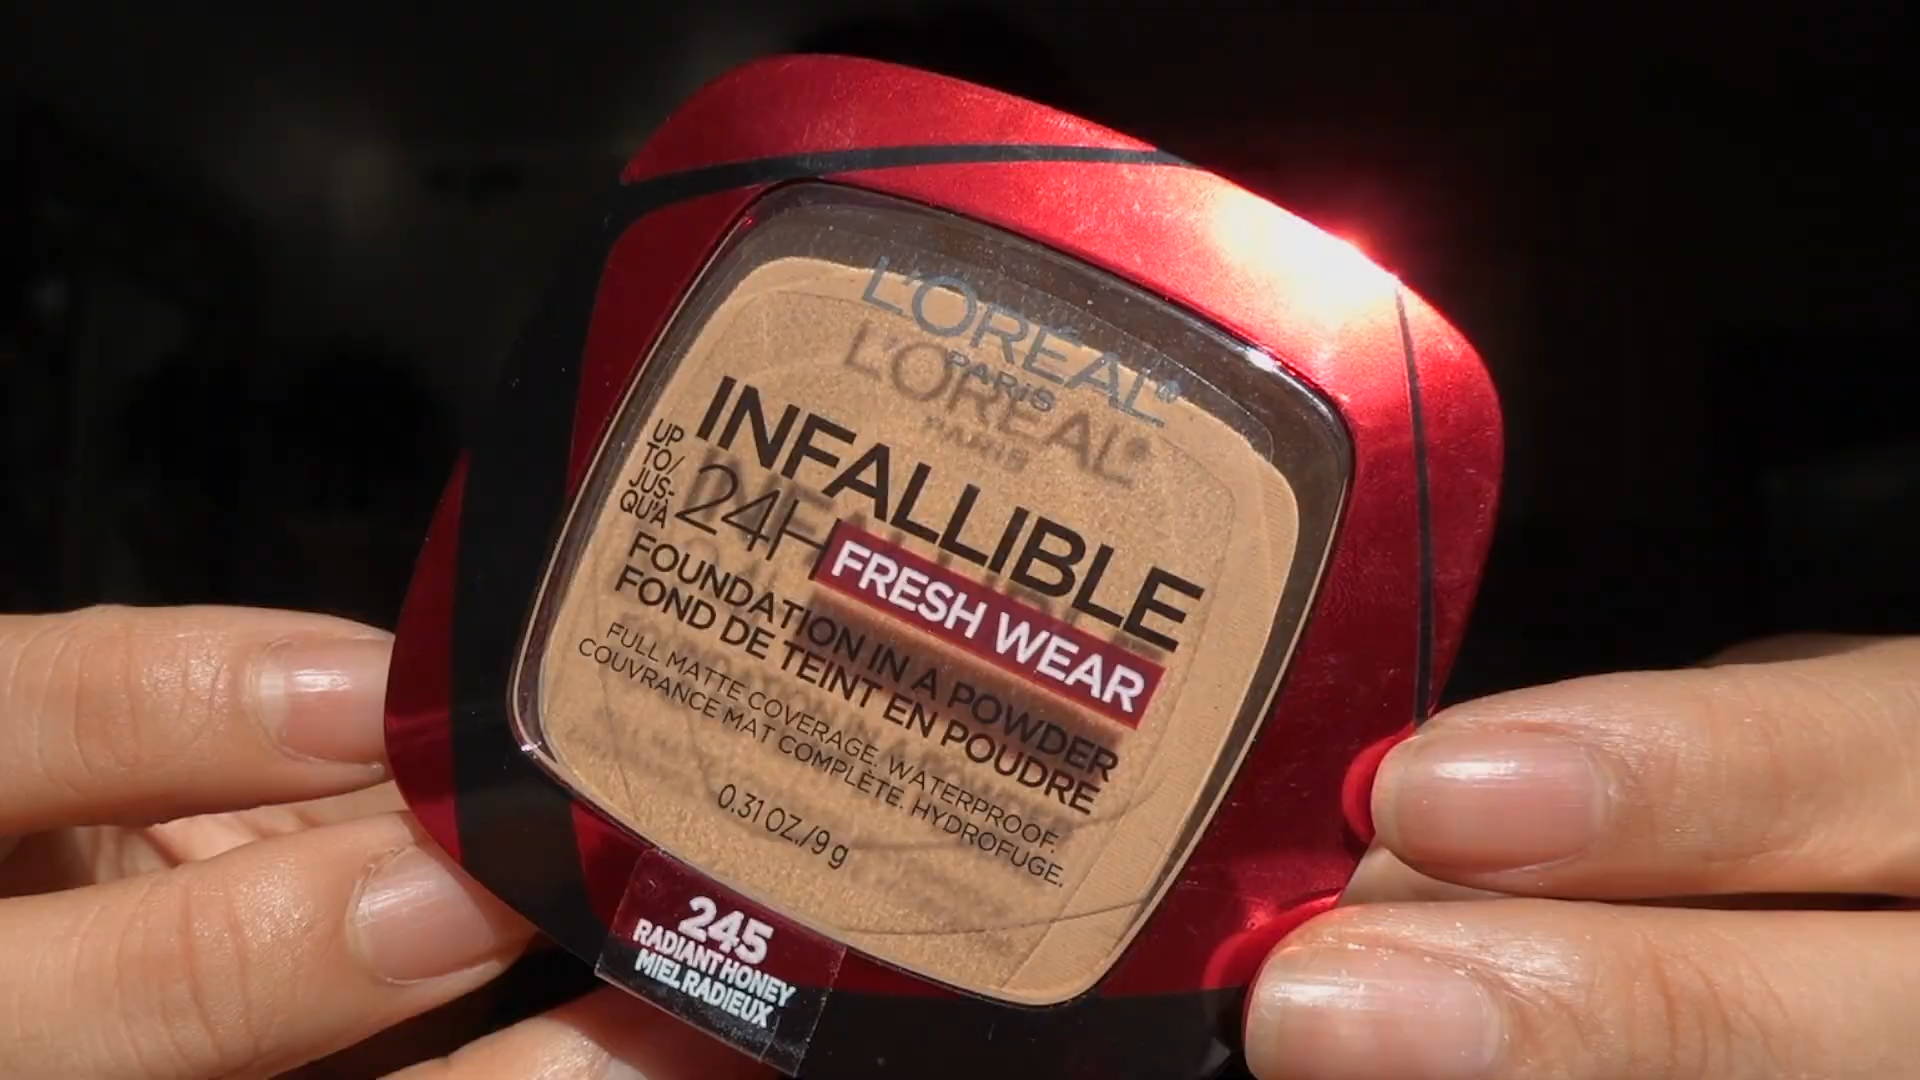 L'ORÉAL®
PARIS
INFALLIBLE
UP
TO/
JUS-
QU'À
24H
FRESH WEAR
FOUNDATION IN A POWDER
FOND DE TEINT EN POUDRE
FULL MATTE COVERAGE. WATERPROOF.
COUVRANCE MAT COMPLÈTE. HYDROFUGE.
0.31 OZ./9 g
245
RADIANT HONEY
MIEL RADIEUX